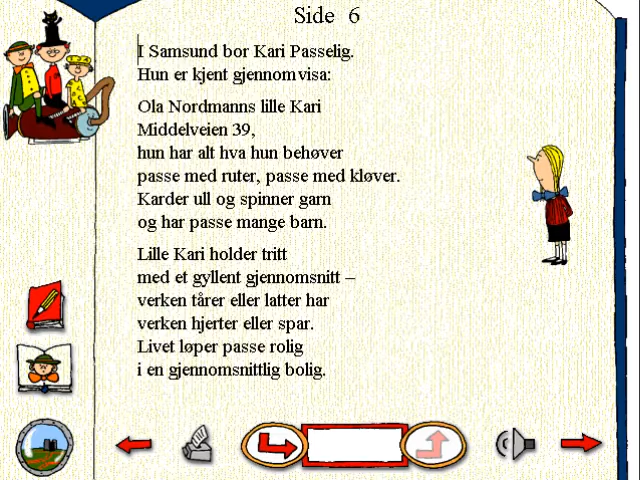 Side 6
I Samsund bor Kari Passelig.
Hun er kjent gjennom visa:
Ola Nordmanns lille Kari
Middelveien 39,
hun har alt hva hun behøver
passe med ruter, passe med kløver.
Karder ull og spinner garn
og har passe mange barn.
Lille Kari holder tritt
med et gyllent gjennomsnitt –
verken tårer eller latter har
verken hjerter eller spar.
Livet løper passe rolig
i en gjennomsnittlig bolig.